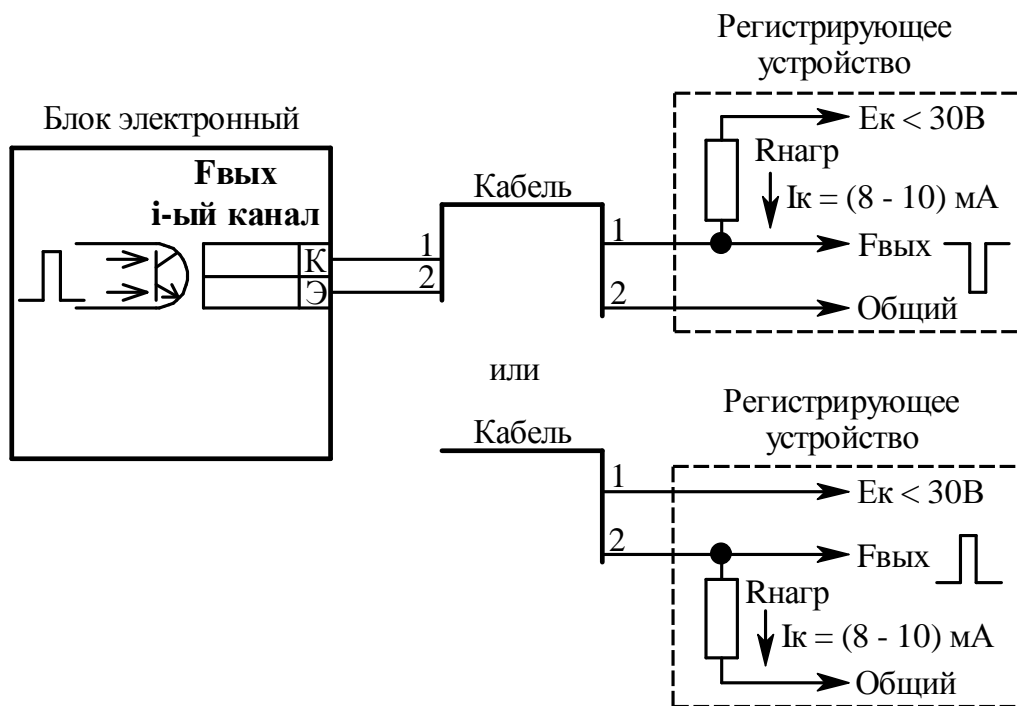 Блок электронный
Fвых
i-ый канал
К
Э
1
2
Кабель
1
2
Регистрирующее
устройство
Ек < 30В
Rнагр
Iк = (8 - 10) мА
Fвых
Общий
или
Кабель
1
2
Регистрирующее
устройство
Ек < 30В
Fвых
Rнагр
Iк = (8 - 10) мА
Общий